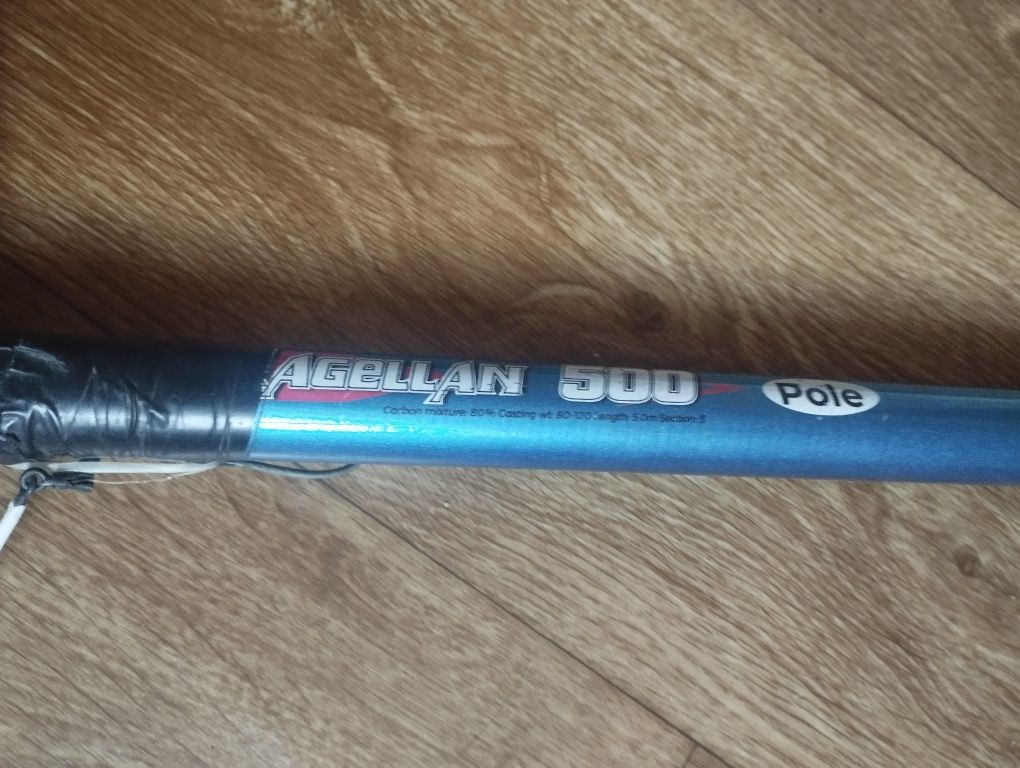 AGELLAN 500 Pole
Carbon mixture: 80% Casting wt: 80-120 Length: 5.0m Section: 5